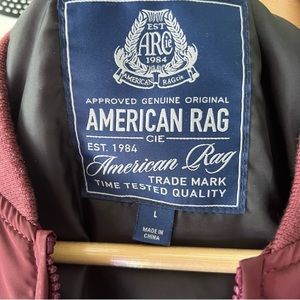 EST
ARCie
1984
AMERICAN RAG cie
APPROVED GENUINE ORIGINAL
AMERICAN RAG
CIE
EST. 1984
American Rag
TRADE MARK
TIME TESTED QUALITY
L
MADE IN
CHINA